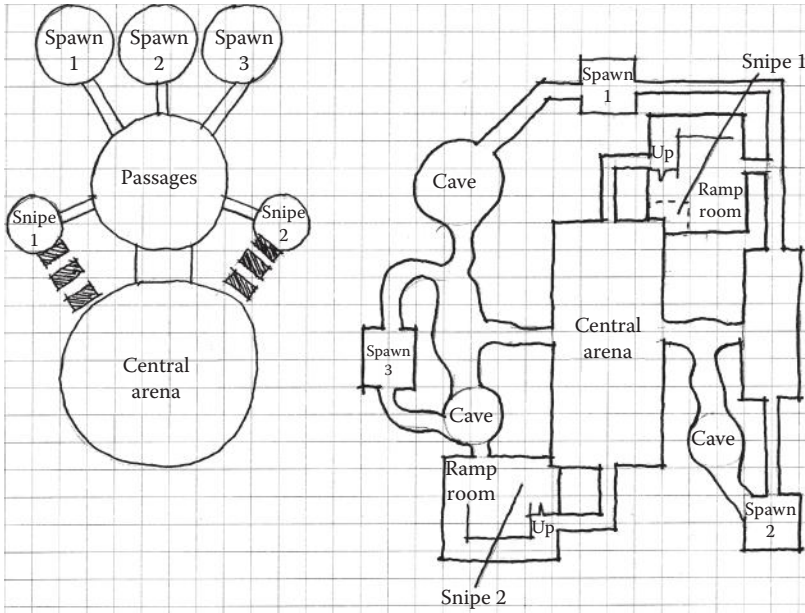 Spawn
1
Spawn
2
Spawn
3
Passages
Snipe
1
Snipe
2
Central
arena
Snipe 1
Spawn
1
Up
Cave
Ramp
room
Central
arena
Spawn
3
Cave
Cave
Ramp
room
Up
Spawn
2
Snipe 2